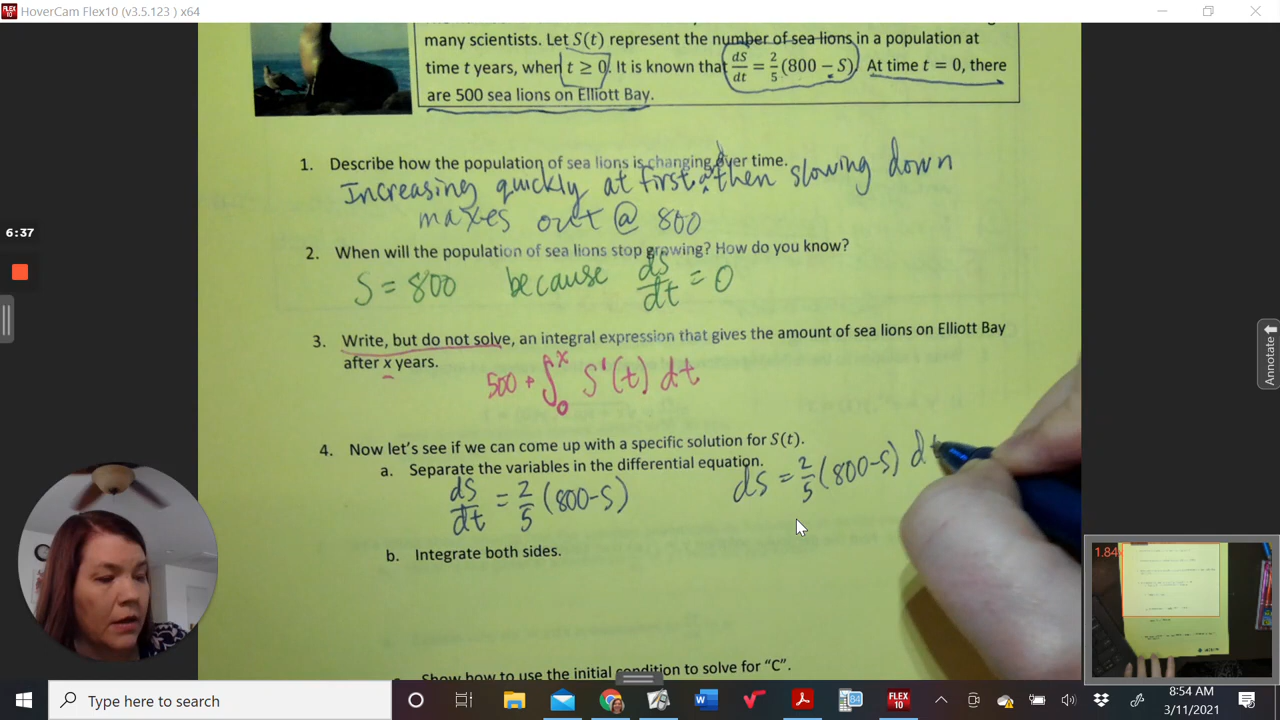 HoverCam Flex10 (v3.5.123 ) x64
many scientists. Let S(t) represent the number of sea lions in a population at
time t years, when t ≥ 0. It is known that dS/dt = 2/5(800 − S). At time t = 0, there
are 500 sea lions on Elliott Bay.
1. Describe how the population of sea lions is changing over time.
Increasing quickly at first, then slowing down
maxes out @ 800
6:37
2. When will the population of sea lions stop growing? How do you know?
S = 800 because ds/dt = 0
3. Write, but do not solve, an integral expression that gives the amount of sea lions on Elliott Bay
after x years.
500 + ∫₀ˣ S'(t) dt
Annotate
4. Now let's see if we can come up with a specific solution for S(t).
a. Separate the variables in the differential equation.
ds/dt = 2/5 (800-S) ds = 2/5 (800-S) dt
b. Integrate both sides.
1.84
Show how to use the initial condition to solve for "C".
Type here to search
FLEX 10
8:54 AM
3/11/2021